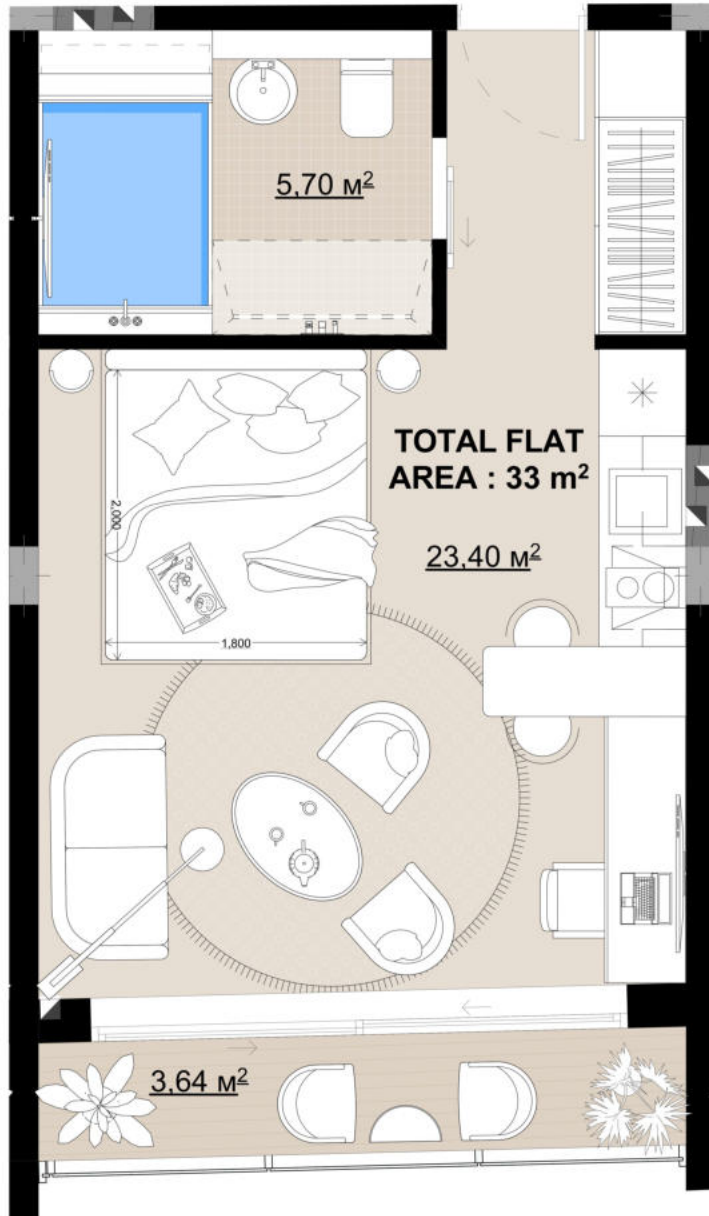 5,70 м²
TOTAL FLAT
AREA : 33 m²
2,000
23,40 м²
1,800
3,64 м²